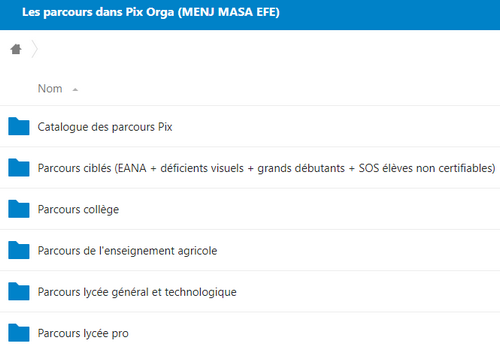 Les parcours dans Pix Orga (MENJ MASA EFE)
Nom
Catalogue des parcours Pix
Parcours ciblés (EANA + déficients visuels + grands débutants + SOS élèves non certifiables)
Parcours collège
Parcours de l'enseignement agricole
Parcours lycée général et technologique
Parcours lycée pro